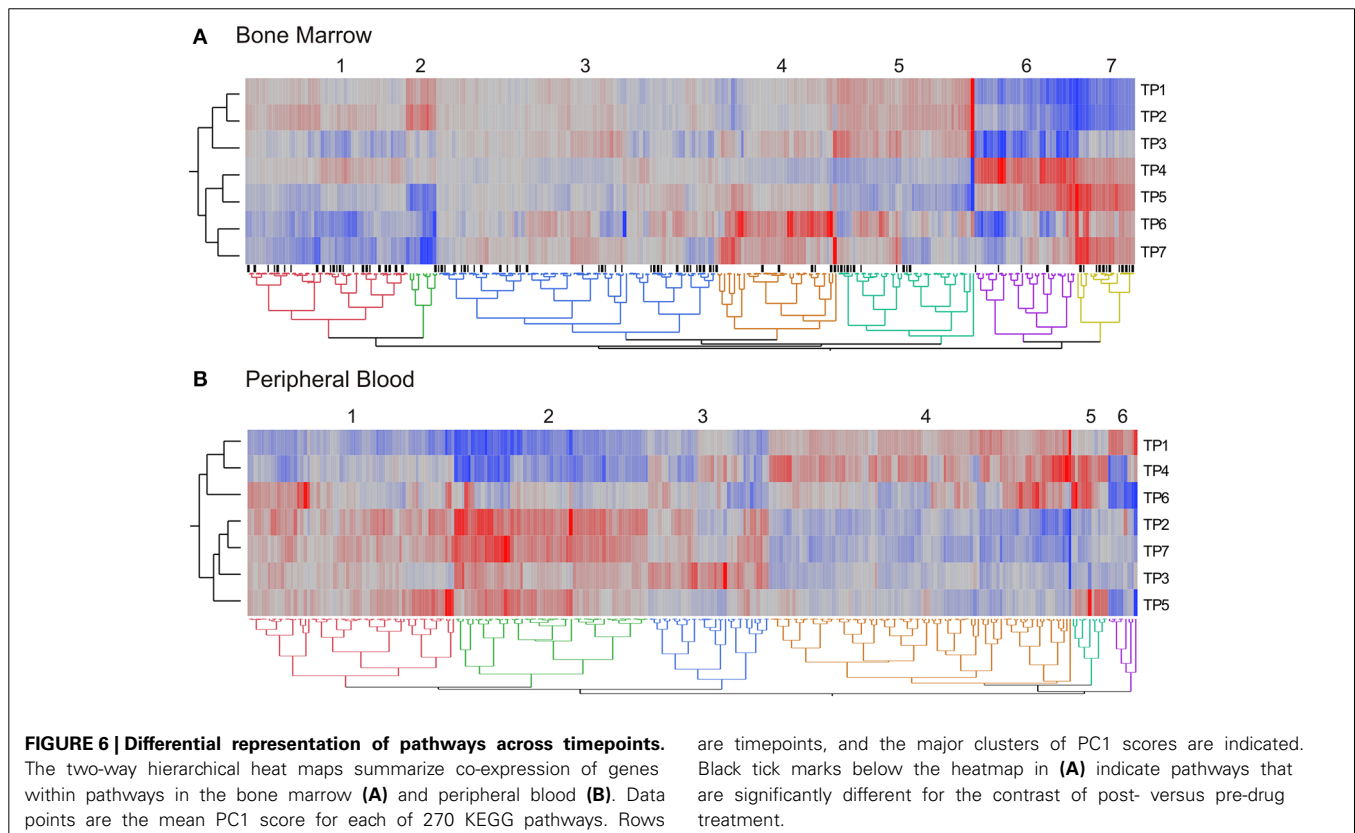 A Bone Marrow
1 2 3 4 5 6 7
TP1
TP2
TP3
TP4
TP5
TP6
TP7
B Peripheral Blood
1 2 3 4 5 6
TP1
TP4
TP6
TP2
TP7
TP3
TP5
FIGURE 6 | Differential representation of pathways across timepoints.
The two-way hierarchical heat maps summarize co-expression of genes
within pathways in the bone marrow (A) and peripheral blood (B). Data
points are the mean PC1 score for each of 270 KEGG pathways. Rows
are timepoints, and the major clusters of PC1 scores are indicated.
Black tick marks below the heatmap in (A) indicate pathways that
are significantly different for the contrast of post- versus pre-drug
treatment.